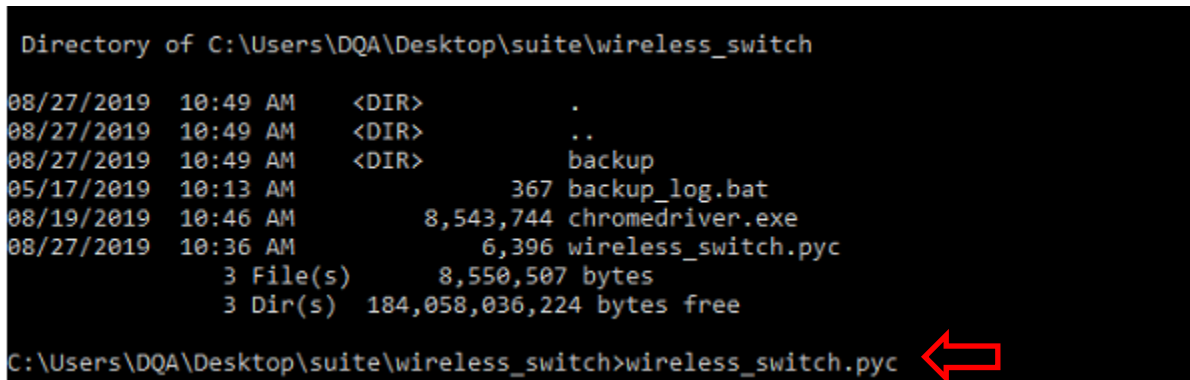 Directory of C:\Users\DQA\Desktop\suite\wireless_switch
08/27/2019  10:49 AM    <DIR>          .
08/27/2019  10:49 AM    <DIR>          ..
08/27/2019  10:49 AM    <DIR>          backup
05/17/2019  10:13 AM               367 backup_log.bat
08/19/2019  10:46 AM         8,543,744 chromedriver.exe
08/27/2019  10:36 AM             6,396 wireless_switch.pyc
3 File(s)      8,550,507 bytes
3 Dir(s)  184,058,036,224 bytes free
C:\Users\DQA\Desktop\suite\wireless_switch>wireless_switch.pyc